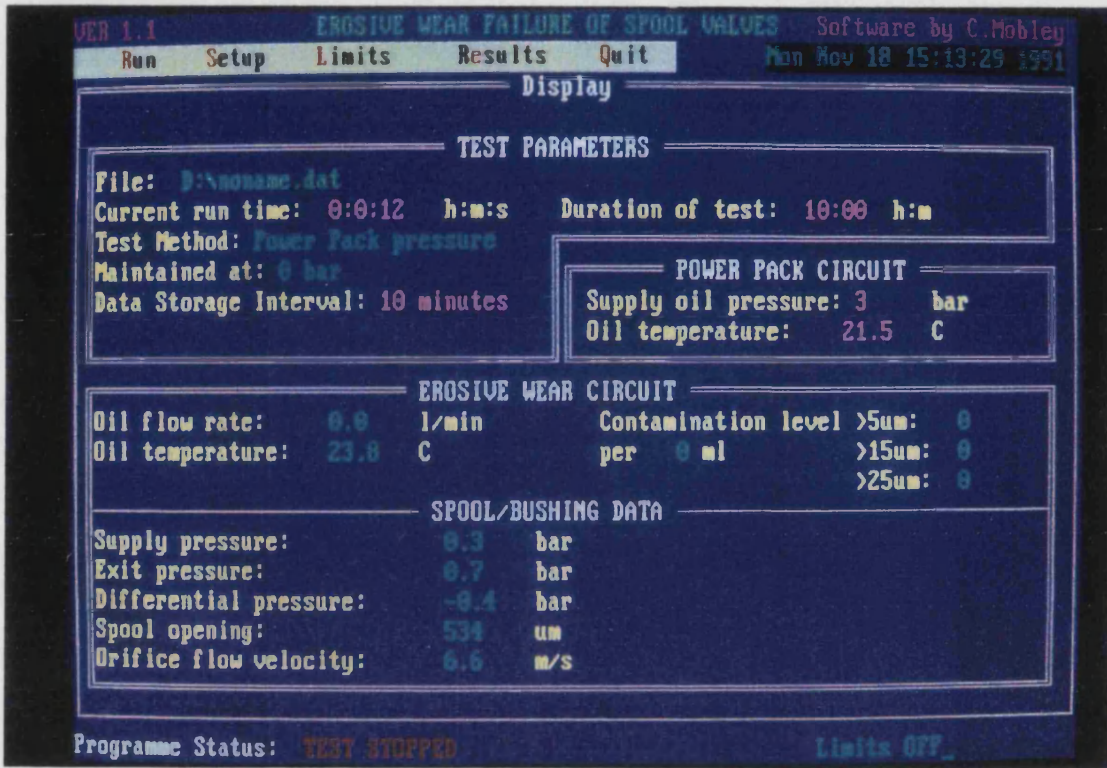 VER 1.1 EROSIVE WEAR FAILURE OF SPOOL VALVES Software by C.Mobley
Run Setup Limits Results Quit Mon Nov 18 15:13:29 1991
Display
TEST PARAMETERS
File: D:\noname.dat
Current run time: 0:0:12 h:m:s Duration of test: 10:00 h:m
Test Method: Power Pack pressure
Maintained at: 0 bar
Data Storage Interval: 10 minutes
POWER PACK CIRCUIT
Supply oil pressure: 3 bar
Oil temperature: 21.5 C
EROSIVE WEAR CIRCUIT
Oil flow rate: 0.0 l/min Contamination level >5um: 0
Oil temperature: 23.0 C per 0 ml >15um: 0
>25um: 0
SPOOL/BUSHING DATA
Supply pressure: 0.3 bar
Exit pressure: 0.7 bar
Differential pressure: -0.4 bar
Spool opening: 534 um
Orifice flow velocity: 6.6 m/s
Programme Status: TEST STOPPED Limits OFF_